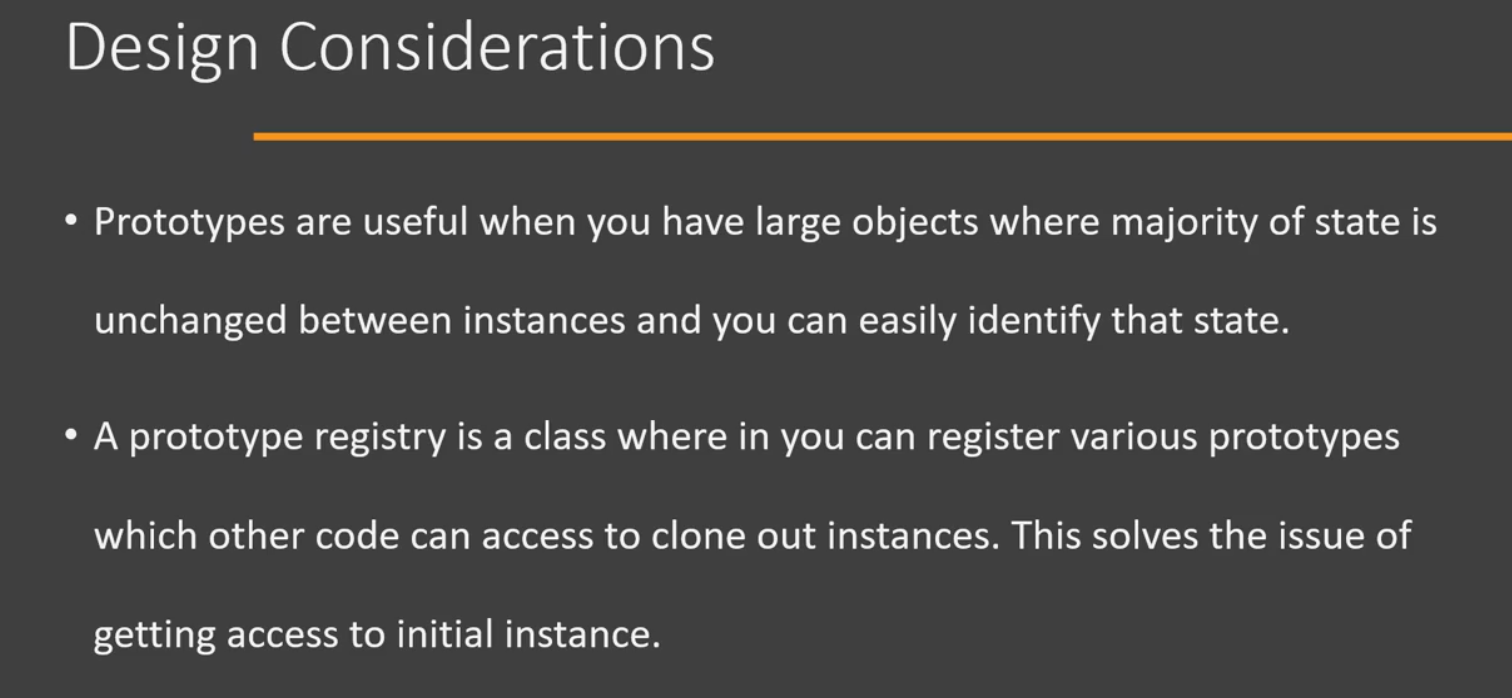 Design Considerations
• Prototypes are useful when you have large objects where majority of state is
unchanged between instances and you can easily identify that state.
• A prototype registry is a class where in you can register various prototypes
which other code can access to clone out instances. This solves the issue of
getting access to initial instance.